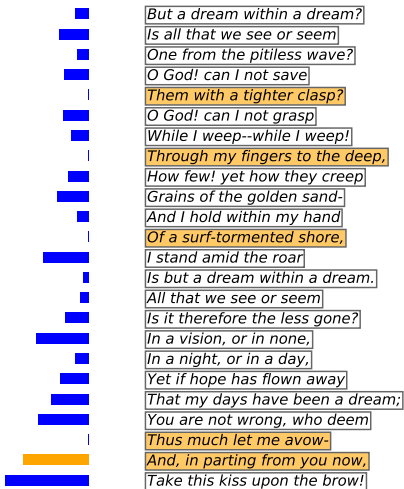 But a dream within a dream?
Is all that we see or seem
One from the pitiless wave?
O God! can I not save
Them with a tighter clasp?
O God! can I not grasp
While I weep--while I weep!
Through my fingers to the deep,
How few! yet how they creep
Grains of the golden sand-
And I hold within my hand
Of a surf-tormented shore,
I stand amid the roar
Is but a dream within a dream.
All that we see or seem
Is it therefore the less gone?
In a vision, or in none,
In a night, or in a day,
Yet if hope has flown away
That my days have been a dream;
You are not wrong, who deem
Thus much let me avow-
And, in parting from you now,
Take this kiss upon the brow!